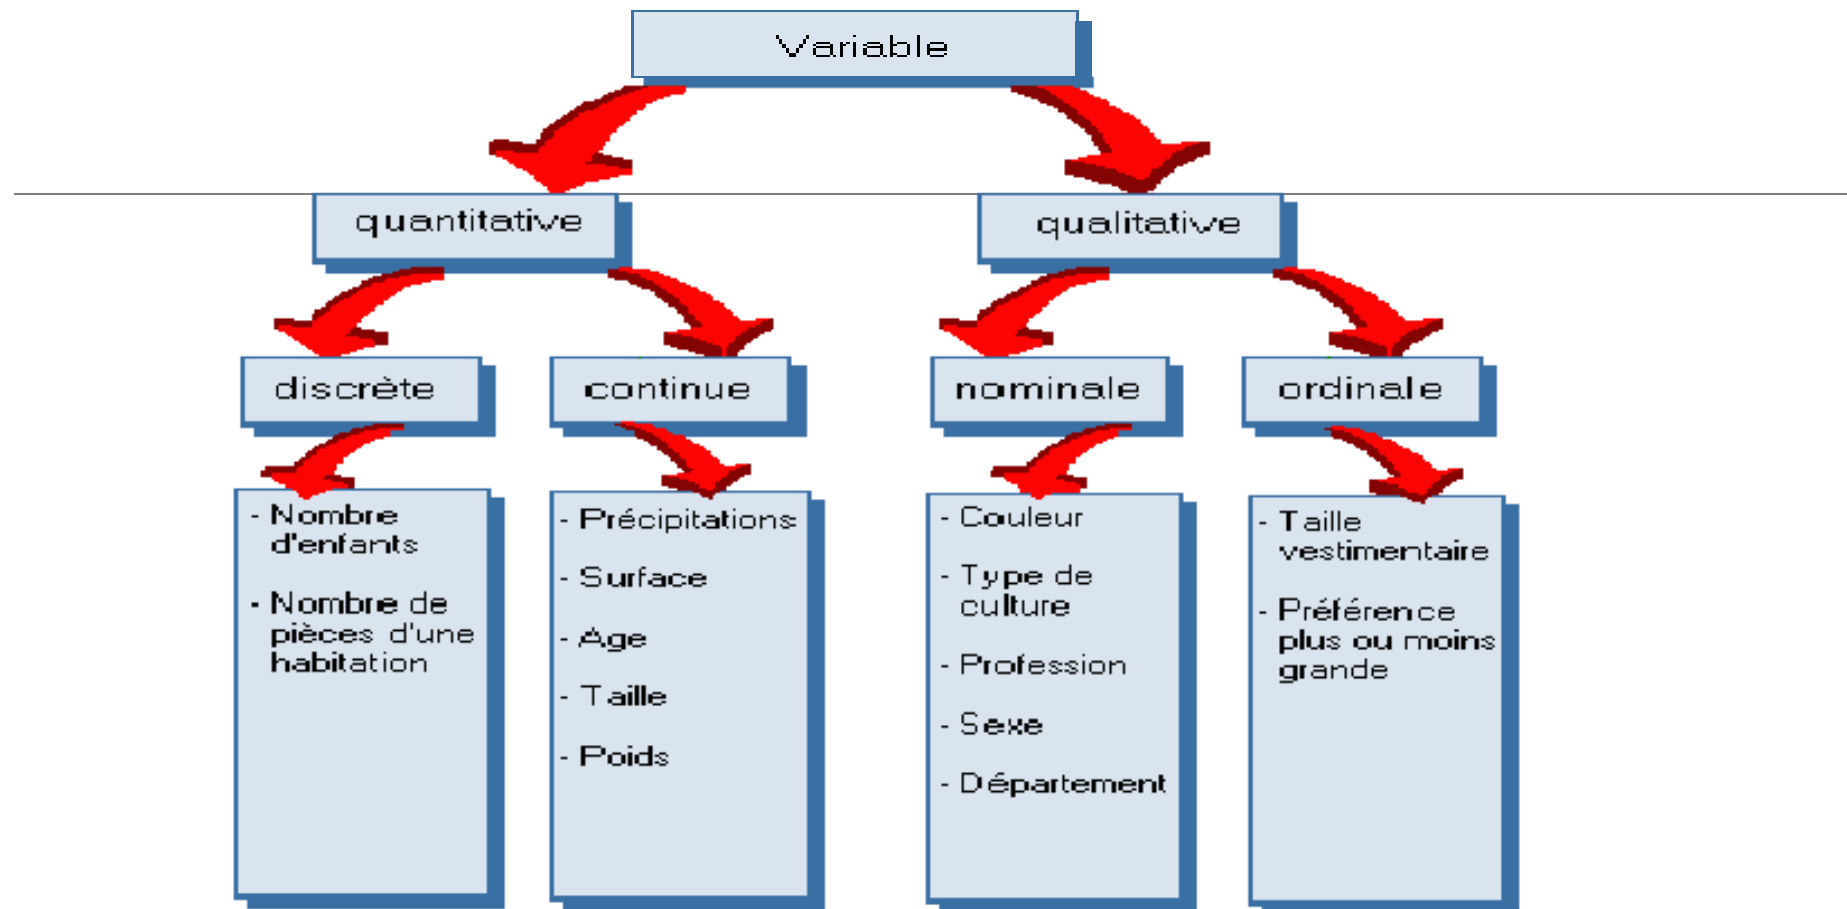 Variable
quantitative
qualitative
discrète
continue
nominale
ordinale
- Nombre
d'enfants
- Nombre de
pièces d'une
habitation
- Précipitations
- Surface
- Age
- Taille
- Poids
- Couleur
- Type de
culture
- Profession
- Sexe
- Département
- Taille
vestimentaire
- Préférence
plus ou moins
grande